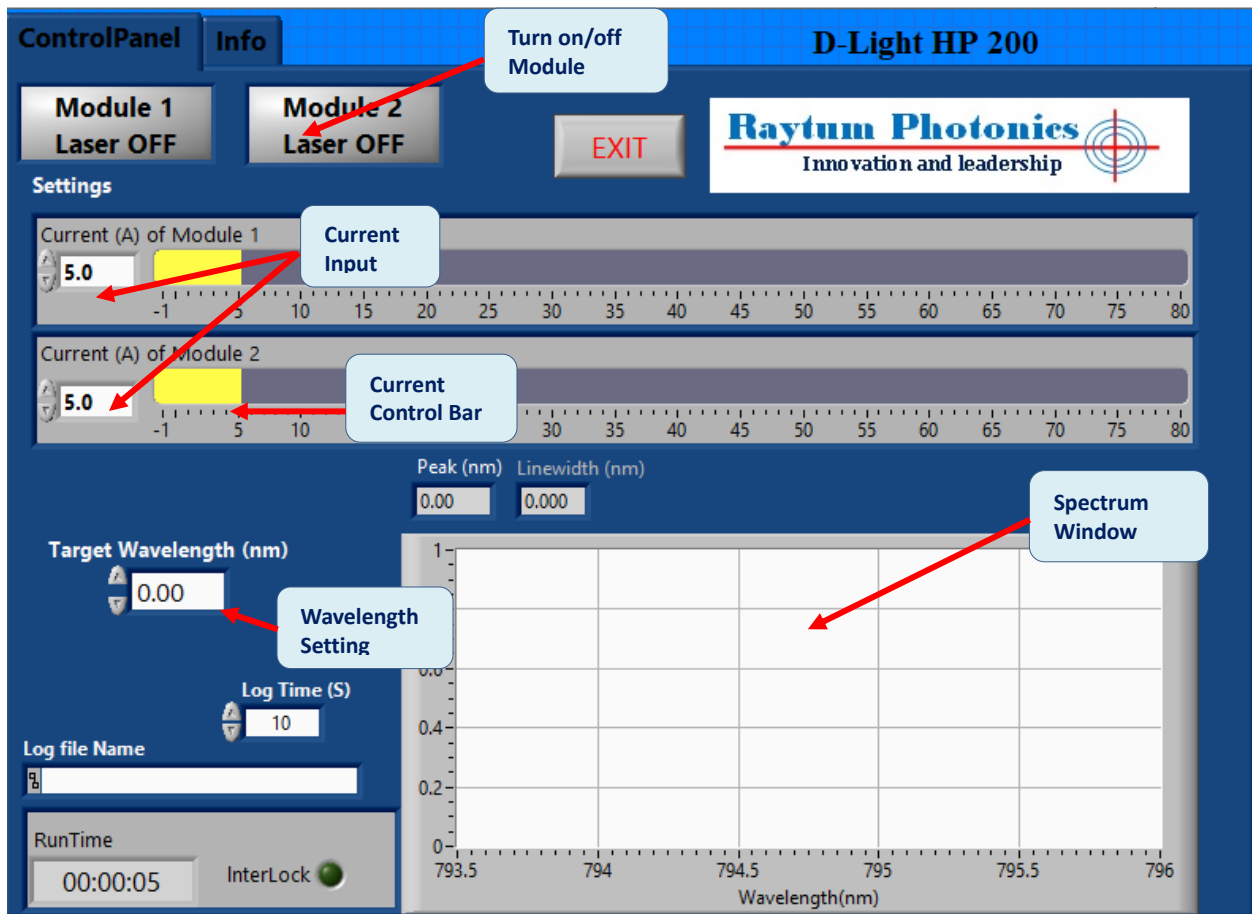 ControlPanel
Info
Turn on/off
Module
D-Light HP 200
Module 1
Laser OFF
Module 2
Laser OFF
EXIT
Raytum Photonics
Innovation and leadership
Settings
Current (A) of Module 1
Current
Input
5.0
-1 5 10 15 20 25 30 35 40 45 50 55 60 65 70 75 80
Current (A) of Module 2
Current
Control Bar
5.0
-1 5 10 30 35 40 45 50 55 60 65 70 75 80
Peak (nm) Linewidth (nm)
0.00 0.000
Spectrum
Window
Target Wavelength (nm)
0.00
Wavelength
Setting
Log Time (S)
10
Log file Name
RunTime
00:00:05
InterLock
1
0.6
0.4
0.2
0
793.5 794 794.5 795 795.5 796
Wavelength(nm)